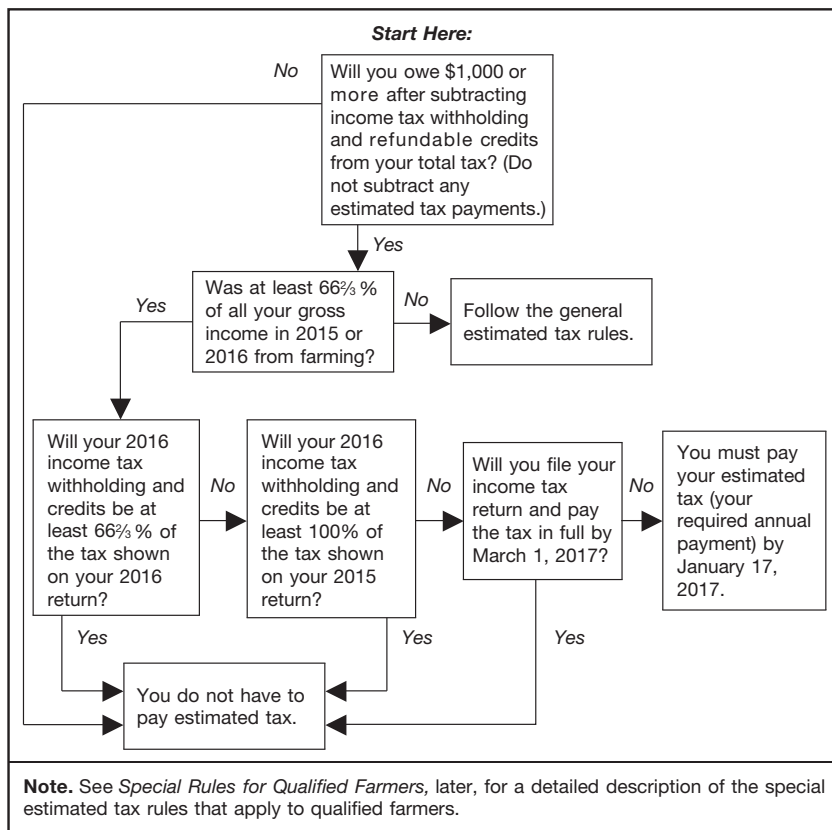 Start Here:
No
Will you owe $1,000 or
more after subtracting
income tax withholding
and refundable credits
from your total tax? (Do
not subtract any
estimated tax payments.)
Yes
Yes
Was at least 66⅔ %
of all your gross
income in 2015 or
2016 from farming?
No
Follow the general
estimated tax rules.
Will your 2016
income tax
withholding and
credits be at
least 66⅔ % of
the tax shown
on your 2016
return?
No
Will your 2016
income tax
withholding and
credits be at
least 100% of
the tax shown
on your 2015
return?
No
Will you file your
income tax
return and pay
the tax in full by
March 1, 2017?
No
You must pay
your estimated
tax (your
required annual
payment) by
January 17,
2017.
Yes
Yes
Yes
You do not have to
pay estimated tax.
Note. See Special Rules for Qualified Farmers, later, for a detailed description of the special
estimated tax rules that apply to qualified farmers.